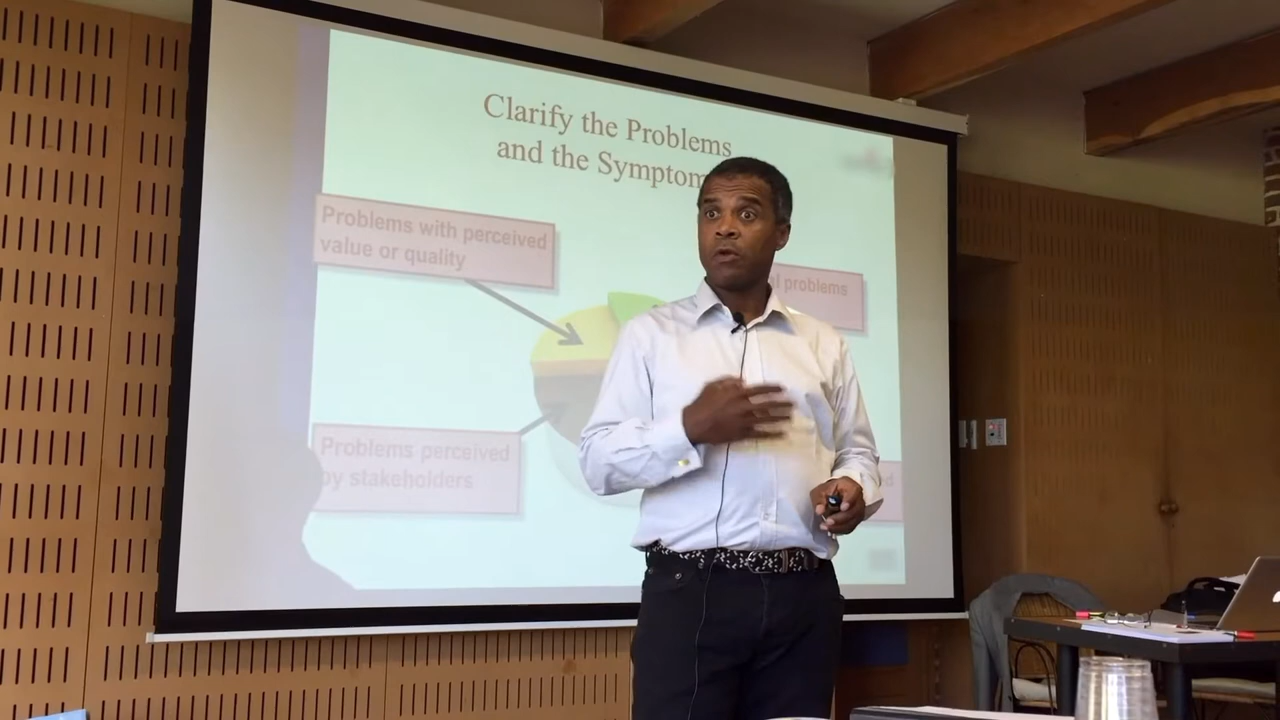 Clarify the Problems
and the Symptom
Problems with perceived
value or quality
problems
Problems perceived
by stakeholders